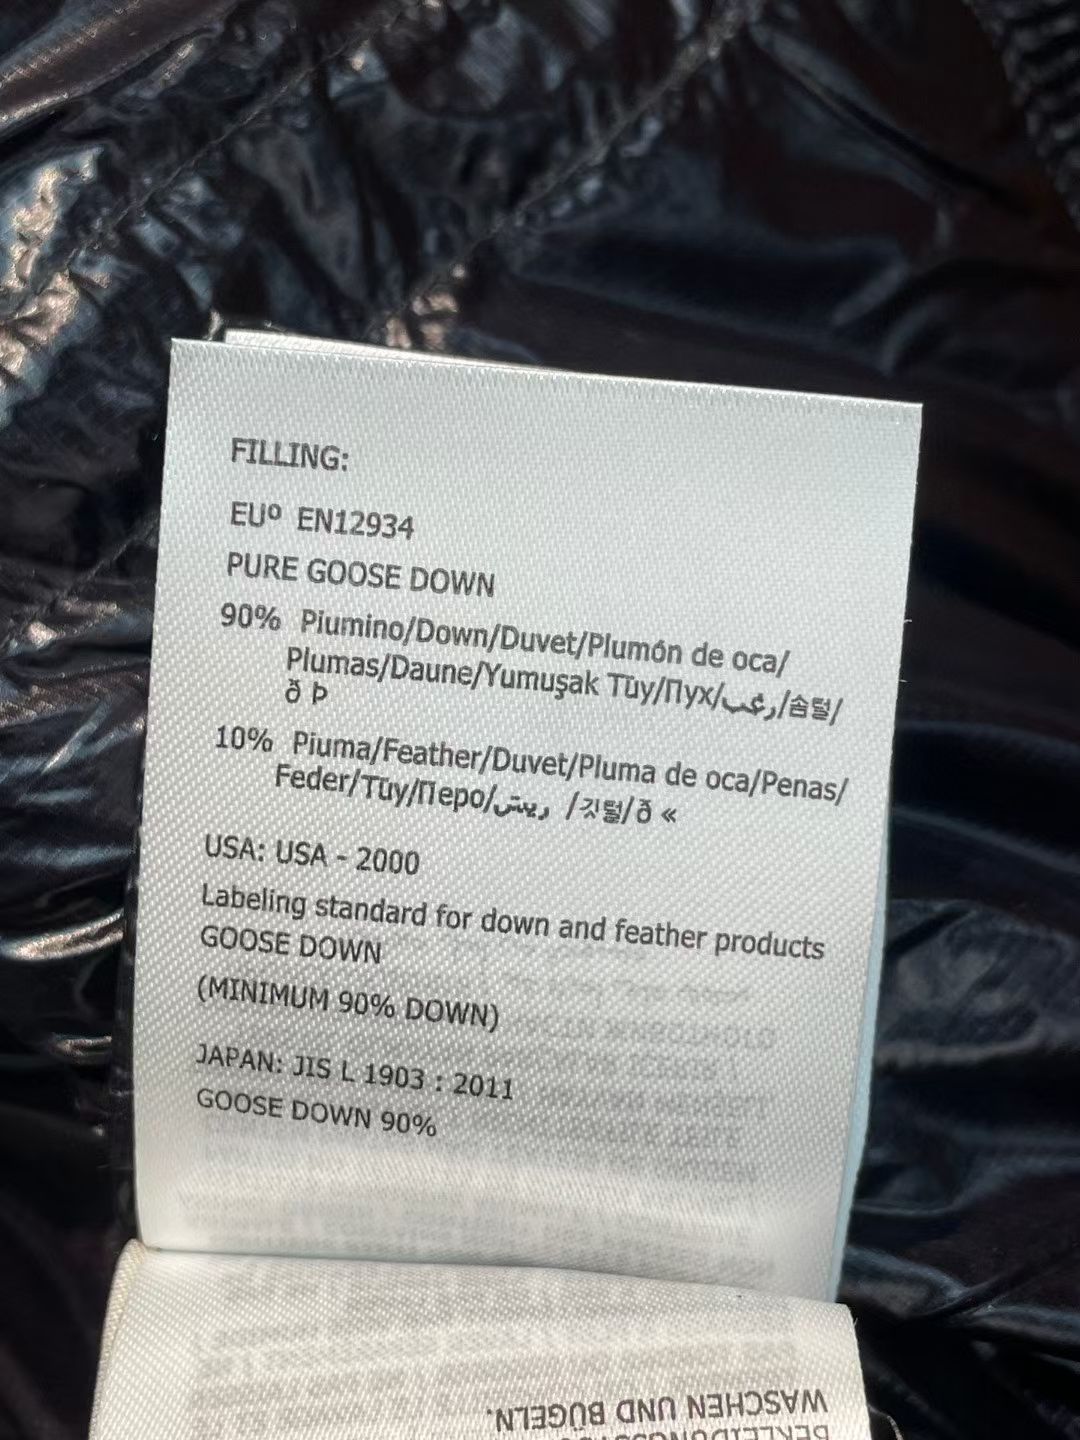 FILLING:
EUº EN12934
PURE GOOSE DOWN
90% Piumino/Down/Duvet/Plumón de oca/
Plumas/Daune/Yumuşak Tüy/Пух/رغب/솜털/
ð Þ
10% Piuma/Feather/Duvet/Pluma de oca/Penas/
Feder/Tüy/Перо/ريش /깃털/ð «
USA: USA - 2000
Labeling standard for down and feather products
GOOSE DOWN
(MINIMUM 90% DOWN)
JAPAN: JIS L 1903 : 2011
GOOSE DOWN 90%
WASCHEN UND BÜGELN.